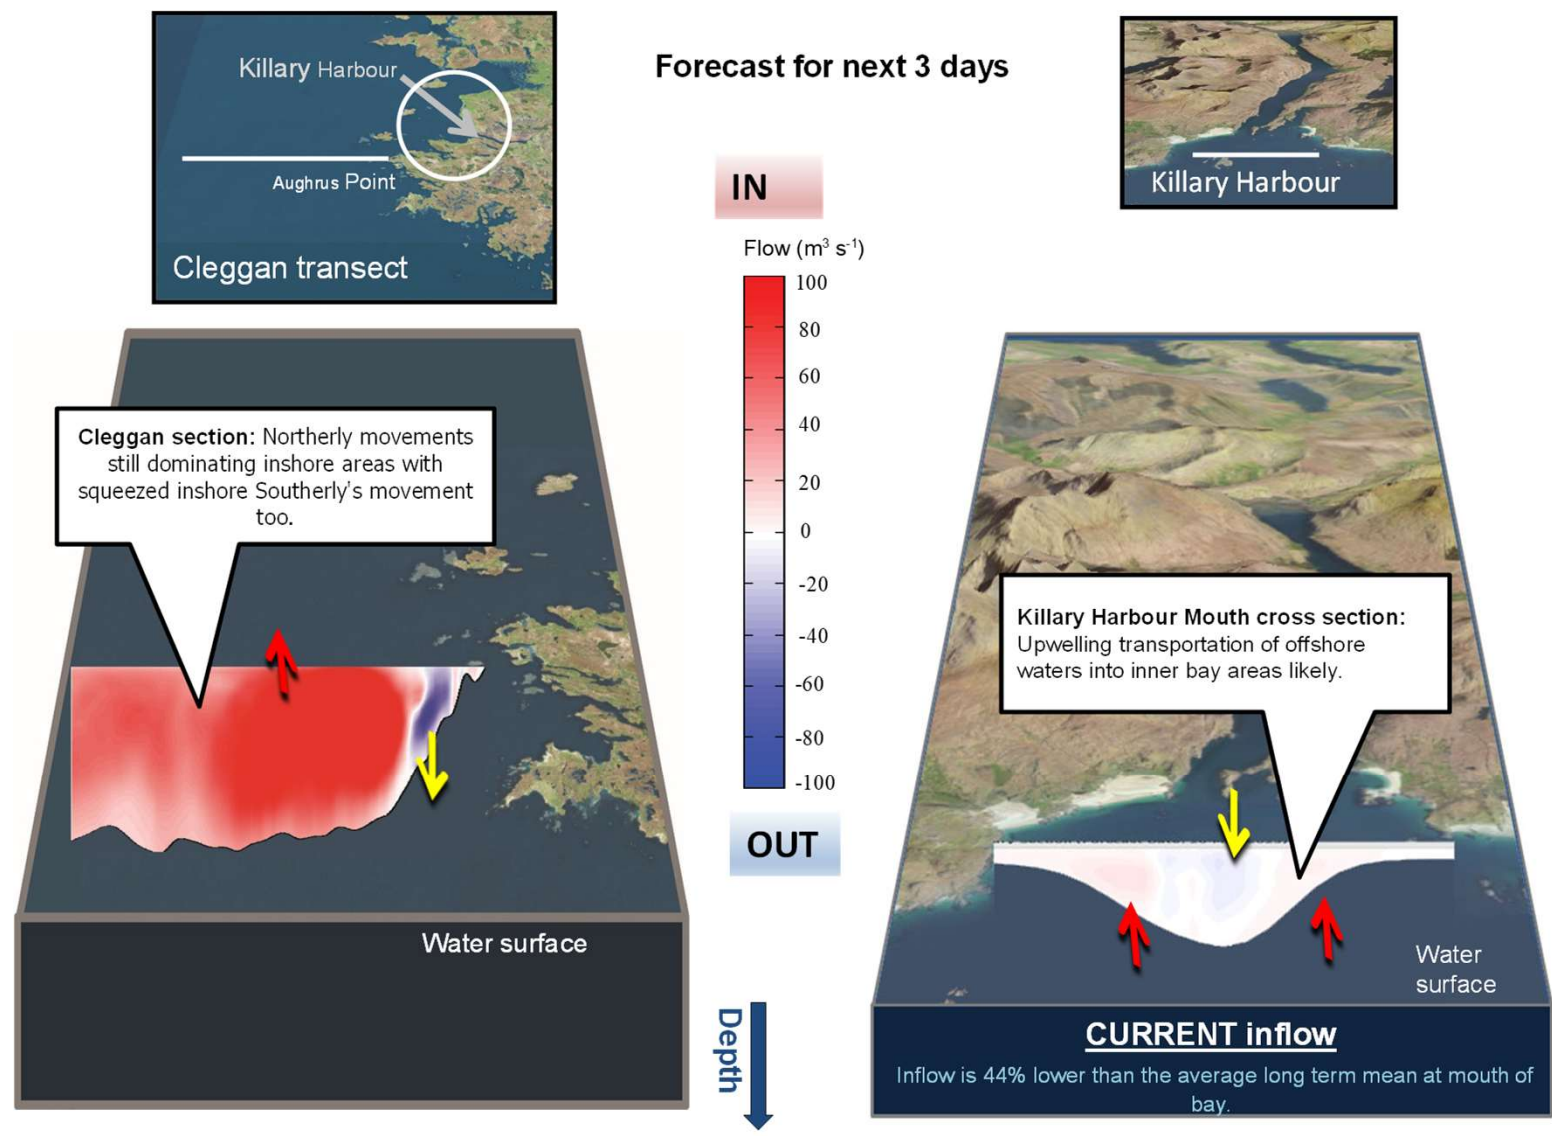 Forecast for next 3 days
Killary Harbour
Aughrus Point
Cleggan transect
Killary Harbour
IN
Flow (m³ s⁻¹)
100
80
60
40
20
0
-20
-40
-60
-80
-100
OUT
Cleggan section: Northerly movements
still dominating inshore areas with
squeezed inshore Southerly's movement
too.
Water surface
Depth
Killary Harbour Mouth cross section:
Upwelling transportation of offshore
waters into inner bay areas likely.
Water
surface
CURRENT inflow
Inflow is 44% lower than the average long term mean at mouth of
bay.